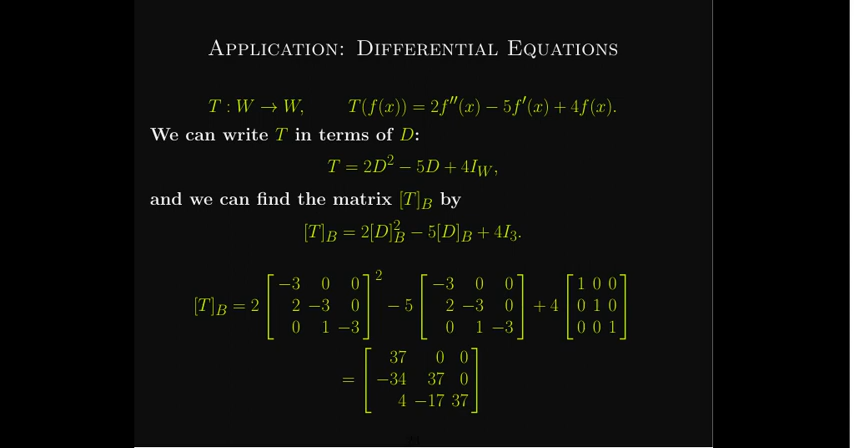 Application: Differential Equations
T : W → W,    T(f(x)) = 2f″(x) − 5f′(x) + 4f(x).
We can write T in terms of D:
T = 2D² − 5D + 4I_W,
and we can find the matrix [T]_B by
[T]_B = 2[D]²_B − 5[D]_B + 4I₃.
[T]_B = 2 [−3 0 0; 2 −3 0; 0 1 −3]² − 5 [−3 0 0; 2 −3 0; 0 1 −3] + 4 [1 0 0; 0 1 0; 0 0 1]
= [37 0 0; −34 37 0; 4 −17 37]